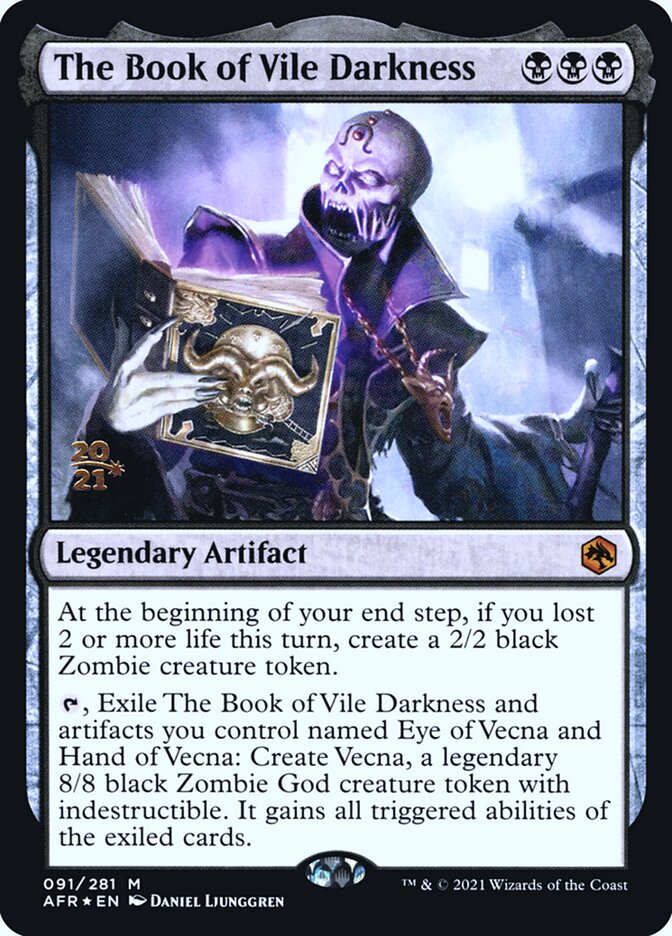 The Book of Vile Darkness
20
21
Legendary Artifact
At the beginning of your end step, if you lost
2 or more life this turn, create a 2/2 black
Zombie creature token.
, Exile The Book of Vile Darkness and
artifacts you control named Eye of Vecna and
Hand of Vecna: Create Vecna, a legendary
8/8 black Zombie God creature token with
indestructible. It gains all triggered abilities of
the exiled cards.
091/281 M
™ & © 2021 Wizards of the Coast
AFR★EN Daniel Ljunggren